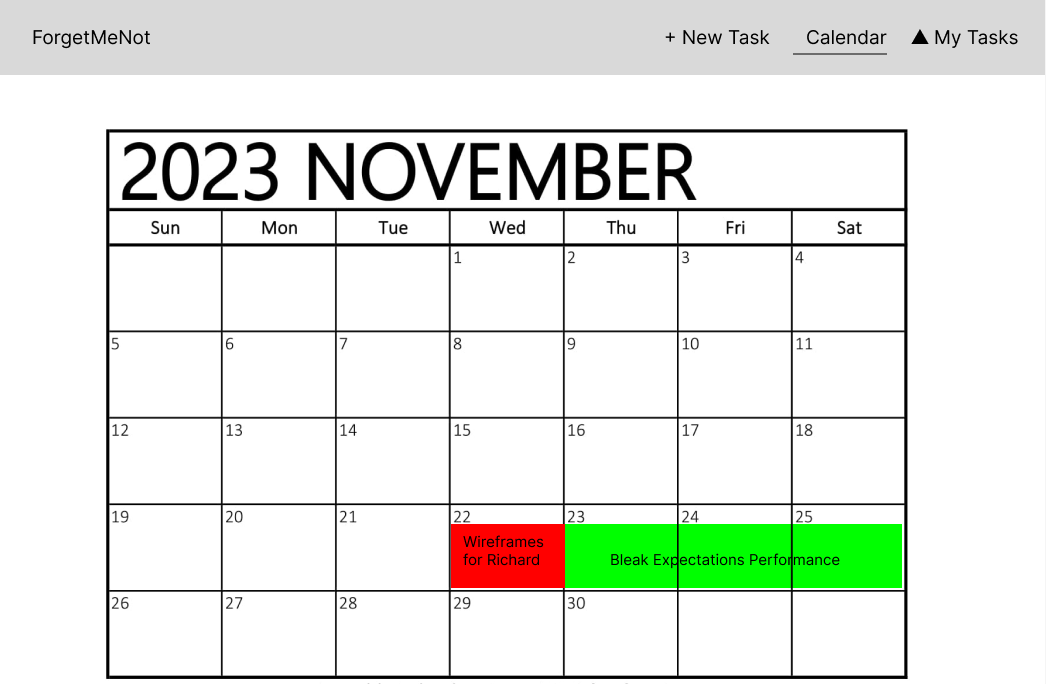 ForgetMeNot
+ New Task Calendar ▲ My Tasks
2023 NOVEMBER
Sun Mon Tue Wed Thu Fri Sat
1 2 3 4
5 6 7 8 9 10 11
12 13 14 15 16 17 18
19 20 21 22 23 24 25
Wireframes
for Richard
Bleak Expectations Performance
26 27 28 29 30